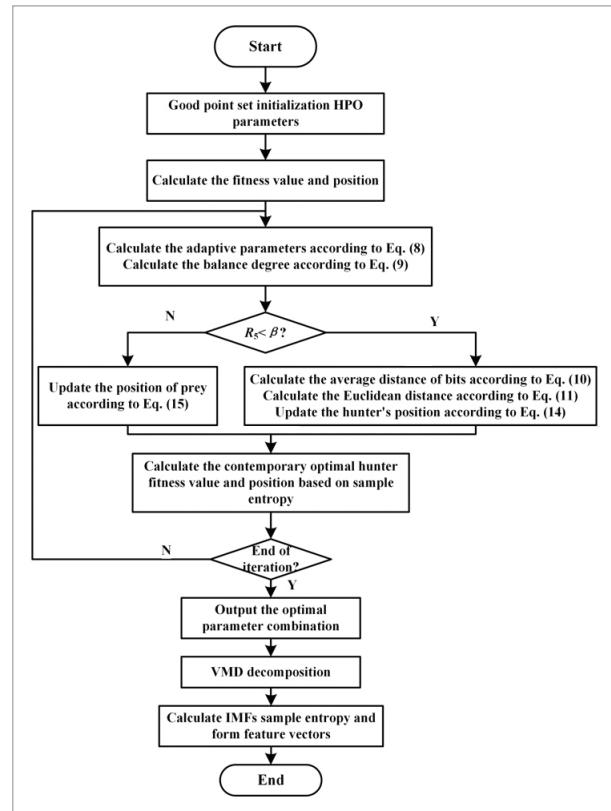 Start
Good point set initialization HPO
parameters
Calculate the fitness value and position
Calculate the adaptive parameters according to Eq. (8)
Calculate the balance degree according to Eq. (9)
N
R₅< β?
Y
Update the position of prey
according to Eq. (15)
Calculate the average distance of bits according to Eq. (10)
Calculate the Euclidean distance according to Eq. (11)
Update the hunter's position according to Eq. (14)
Calculate the contemporary optimal hunter
fitness value and position based on sample
entropy
N
End of
iteration?
Y
Output the optimal
parameter combination
VMD decomposition
Calculate IMFs sample entropy and
form feature vectors
End